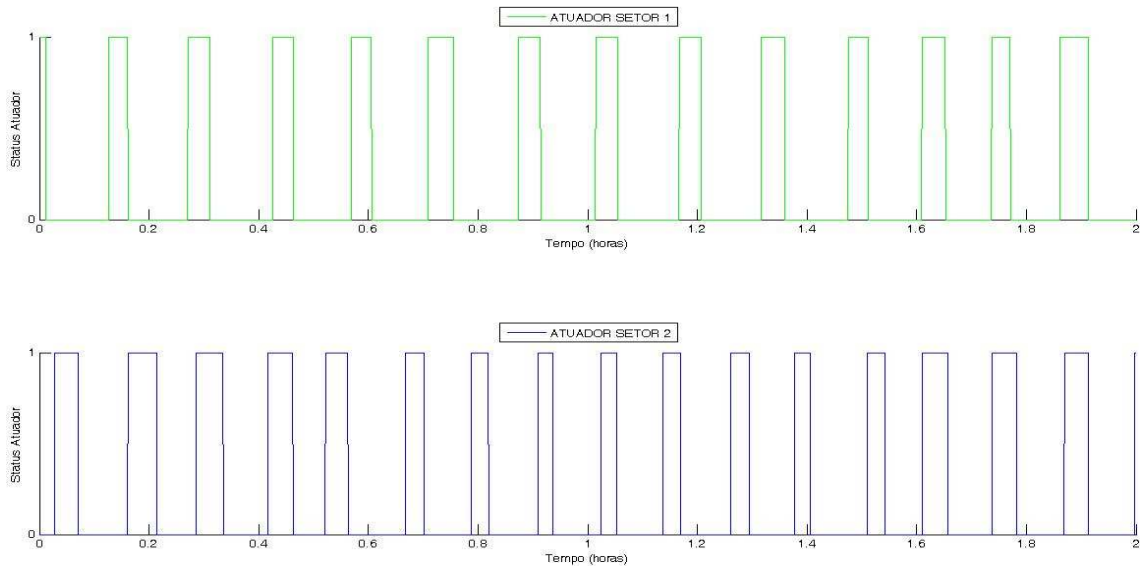 ATUADOR SETOR 1
1
Status Atuador
0
0 0.2 0.4 0.6 0.8 1 1.2 1.4 1.6 1.8 2
Tempo (horas)
ATUADOR SETOR 2
1
Status Atuador
0
0 0.2 0.4 0.6 0.8 1 1.2 1.4 1.6 1.8 2
Tempo (horas)